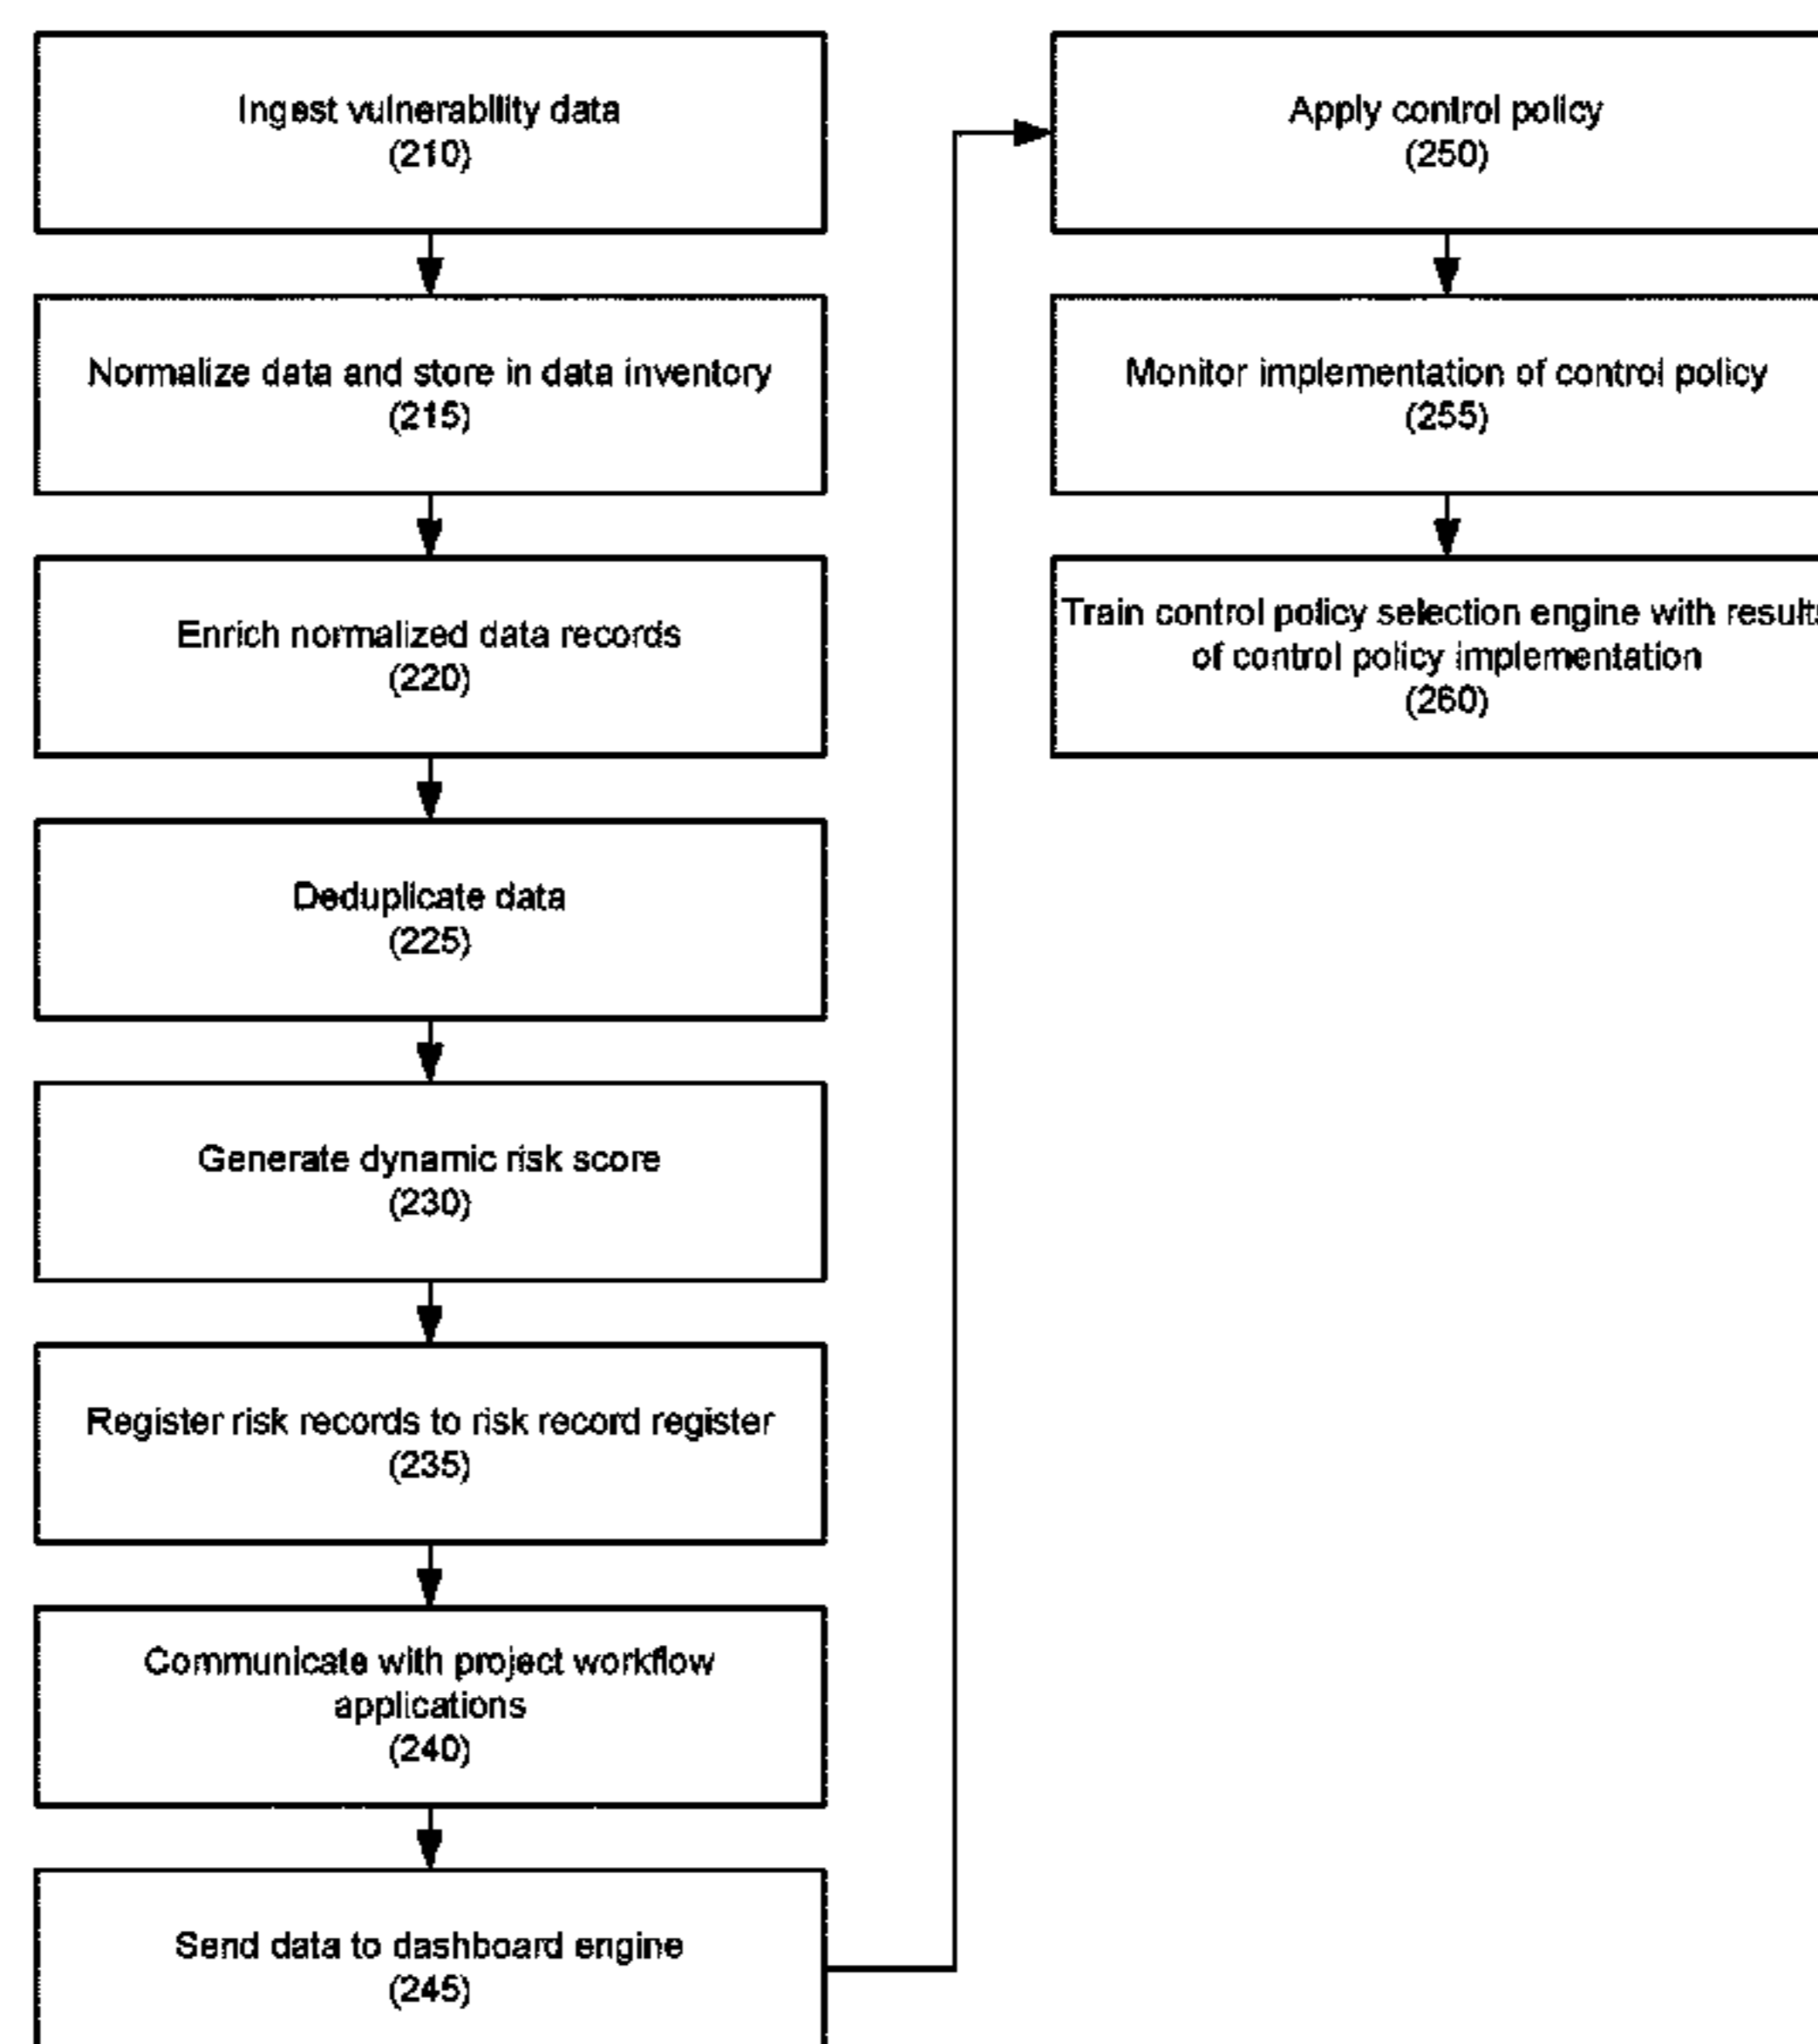 Ingest vulnerability data
(210)
Normalize data and store in data inventory
(215)
Enrich normalized data records
(220)
Deduplicate data
(225)
Generate dynamic risk score
(230)
Register risk records to risk record register
(235)
Communicate with project workflow
applications
(240)
Send data to dashboard engine
(245)
Apply control policy
(250)
Monitor implementation of control policy
(255)
Train control policy selection engine with results
of control policy implementation
(260)